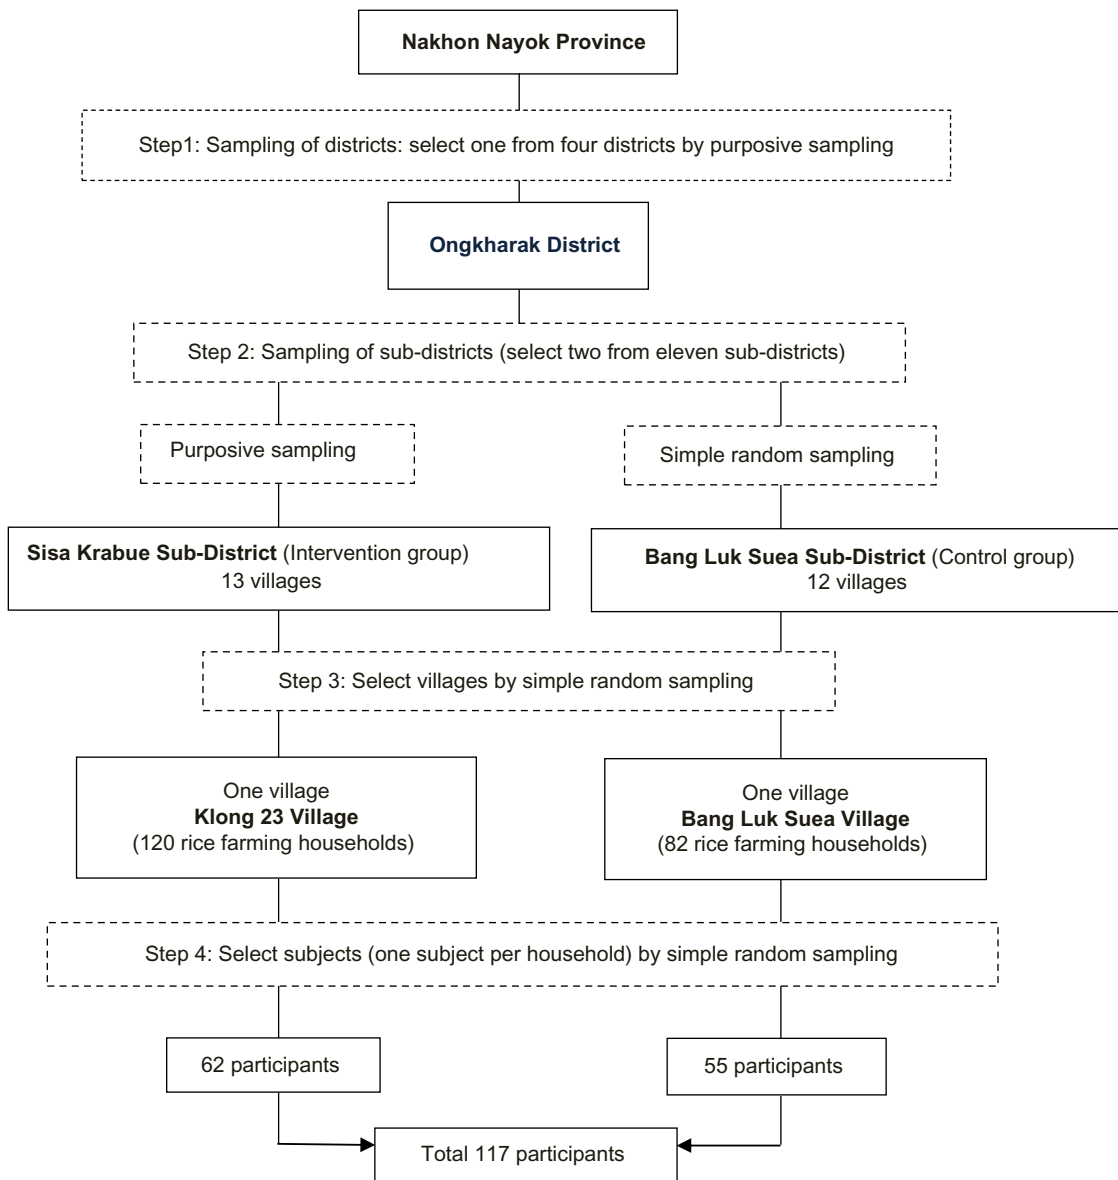 Nakhon Nayok Province
Step1: Sampling of districts: select one from four districts by purposive sampling
Ongkharak District
Step 2: Sampling of sub-districts (select two from eleven sub-districts)
Purposive sampling
Simple random sampling
Sisa Krabue Sub-District (Intervention group)
13 villages
Bang Luk Suea Sub-District (Control group)
12 villages
Step 3: Select villages by simple random sampling
One village
Klong 23 Village
(120 rice farming households)
One village
Bang Luk Suea Village
(82 rice farming households)
Step 4: Select subjects (one subject per household) by simple random sampling
62 participants
55 participants
Total 117 participants